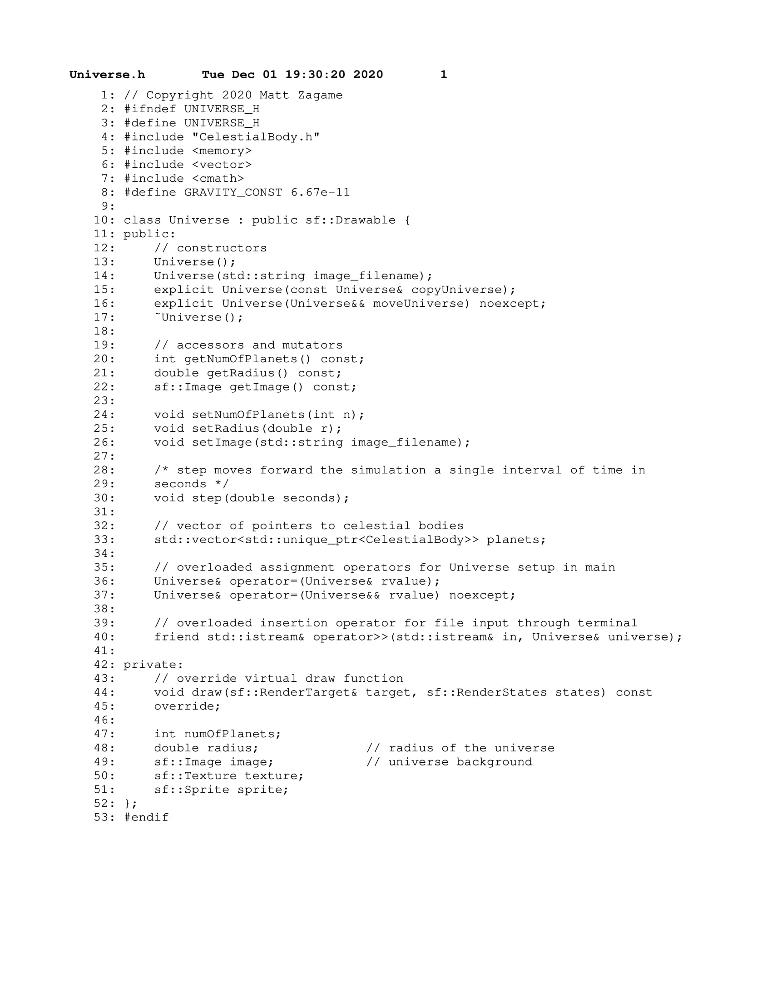 Universe.h        Tue Dec 01 19:30:20 2020        1
 1: // Copyright 2020 Matt Zagame
 2: #ifndef UNIVERSE_H
 3: #define UNIVERSE_H
 4: #include "CelestialBody.h"
 5: #include <memory>
 6: #include <vector>
 7: #include <cmath>
 8: #define GRAVITY_CONST 6.67e-11
 9:
10: class Universe : public sf::Drawable {
11: public:
12:     // constructors
13:     Universe();
14:     Universe(std::string image_filename);
15:     explicit Universe(const Universe& copyUniverse);
16:     explicit Universe(Universe&& moveUniverse) noexcept;
17:     ˜Universe();
18:
19:     // accessors and mutators
20:     int getNumOfPlanets() const;
21:     double getRadius() const;
22:     sf::Image getImage() const;
23:
24:     void setNumOfPlanets(int n);
25:     void setRadius(double r);
26:     void setImage(std::string image_filename);
27:
28:     /* step moves forward the simulation a single interval of time in
29:     seconds */
30:     void step(double seconds);
31:
32:     // vector of pointers to celestial bodies
33:     std::vector<std::unique_ptr<CelestialBody>> planets;
34:
35:     // overloaded assignment operators for Universe setup in main
36:     Universe& operator=(Universe& rvalue);
37:     Universe& operator=(Universe&& rvalue) noexcept;
38:
39:     // overloaded insertion operator for file input through terminal
40:     friend std::istream& operator>>(std::istream& in, Universe& universe);
41:
42: private:
43:     // override virtual draw function
44:     void draw(sf::RenderTarget& target, sf::RenderStates states) const
45:     override;
46:
47:     int numOfPlanets;
48:     double radius;              // radius of the universe
49:     sf::Image image;            // universe background
50:     sf::Texture texture;
51:     sf::Sprite sprite;
52: };
53: #endif